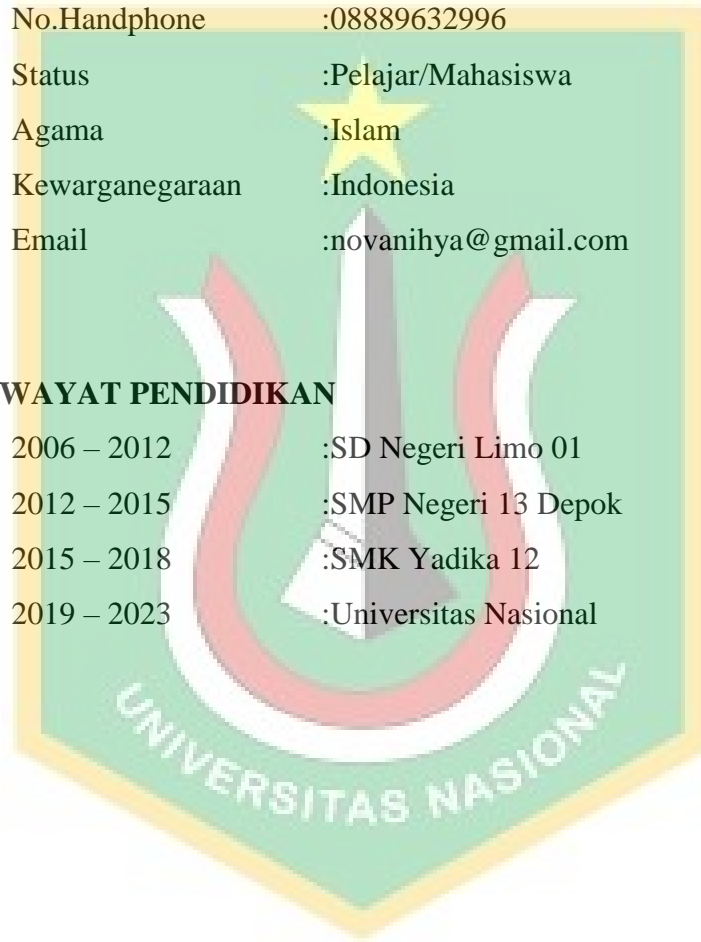 No.Handphone :08889632996
Status :Pelajar/Mahasiswa
Agama :Islam
Kewarganegaraan :Indonesia
Email :novanihya@gmail.com
WAYAT PENDIDIKAN
2006 – 2012 :SD Negeri Limo 01
2012 – 2015 :SMP Negeri 13 Depok
2015 – 2018 :SMK Yadika 12
2019 – 2023 :Universitas Nasional
UNIVERSITAS NASIONAL